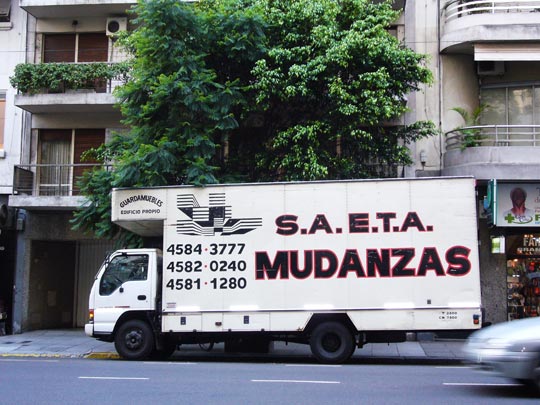 GUARDAMUEBLES
EDIFICIO PROPIO
4584·3777
4582·0240
4581·1280
S.A.E.T.A.
MUDANZAS